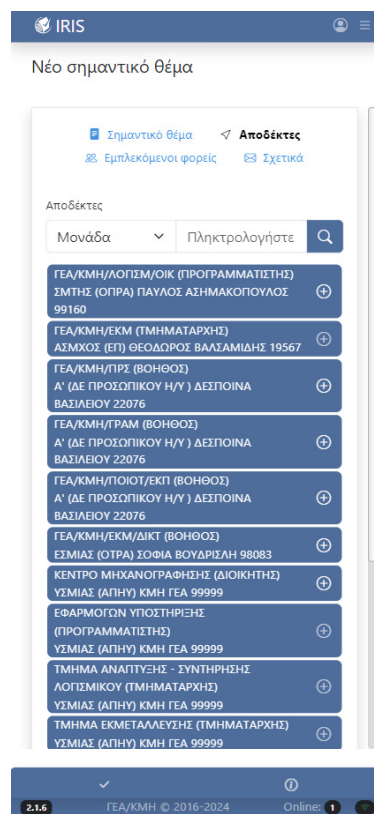 IRIS
Νέο σημαντικό θέμα
Σημαντικό θέμα Αποδέκτες
Εμπλεκόμενοι φορείς Σχετικά
Αποδέκτες
Μονάδα Πληκτρολογήστε
ΓΕΑ/ΚΜΗ/ΛΟΓΙΣΜ/ΟΙΚ (ΠΡΟΓΡΑΜΜΑΤΙΣΤΗΣ)
ΣΜΤΗΣ (ΟΠΡΑ) ΠΑΥΛΟΣ ΑΣΗΜΑΚΟΠΟΥΛΟΣ
99160
ΓΕΑ/ΚΜΗ/ΕΚΜ (ΤΜΗΜΑΤΑΡΧΗΣ)
ΑΣΜΧΟΣ (ΕΠ) ΘΕΟΔΩΡΟΣ ΒΑΛΣΑΜΙΔΗΣ 19567
ΓΕΑ/ΚΜΗ/ΠΡΣ (ΒΟΗΘΟΣ)
Α' (ΔΕ ΠΡΟΣΩΠΙΚΟΥ Η/Υ ) ΔΕΣΠΟΙΝΑ
ΒΑΣΙΛΕΙΟΥ 22076
ΓΕΑ/ΚΜΗ/ΓΡΑΜ (ΒΟΗΘΟΣ)
Α' (ΔΕ ΠΡΟΣΩΠΙΚΟΥ Η/Υ ) ΔΕΣΠΟΙΝΑ
ΒΑΣΙΛΕΙΟΥ 22076
ΓΕΑ/ΚΜΗ/ΠΟΙΟΤ/ΕΚΠ (ΒΟΗΘΟΣ)
Α' (ΔΕ ΠΡΟΣΩΠΙΚΟΥ Η/Υ ) ΔΕΣΠΟΙΝΑ
ΒΑΣΙΛΕΙΟΥ 22076
ΓΕΑ/ΚΜΗ/ΕΚΜ/ΔΙΚΤ (ΒΟΗΘΟΣ)
ΕΣΜΙΑΣ (ΟΤΡΑ) ΣΟΦΙΑ ΒΟΥΔΡΙΣΛΗ 98083
ΚΕΝΤΡΟ ΜΗΧΑΝΟΓΡΑΦΗΣΗΣ (ΔΙΟΙΚΗΤΗΣ)
ΥΣΜΙΑΣ (ΑΠΗΥ) ΚΜΗ ΓΕΑ 99999
ΕΦΑΡΜΟΓΩΝ ΥΠΟΣΤΗΡΙΞΗΣ
(ΠΡΟΓΡΑΜΜΑΤΙΣΤΗΣ)
ΥΣΜΙΑΣ (ΑΠΗΥ) ΚΜΗ ΓΕΑ 99999
ΤΜΗΜΑ ΑΝΑΠΤΥΞΗΣ - ΣΥΝΤΗΡΗΣΗΣ
ΛΟΓΙΣΜΙΚΟΥ (ΤΜΗΜΑΤΑΡΧΗΣ)
ΥΣΜΙΑΣ (ΑΠΗΥ) ΚΜΗ ΓΕΑ 99999
ΤΜΗΜΑ ΕΚΜΕΤΑΛΛΕΥΣΗΣ (ΤΜΗΜΑΤΑΡΧΗΣ)
ΥΣΜΙΑΣ (ΑΠΗΥ) ΚΜΗ ΓΕΑ 99999
2.1.6 ΓΕΑ/ΚΜΗ © 2016-2024 Online: 1